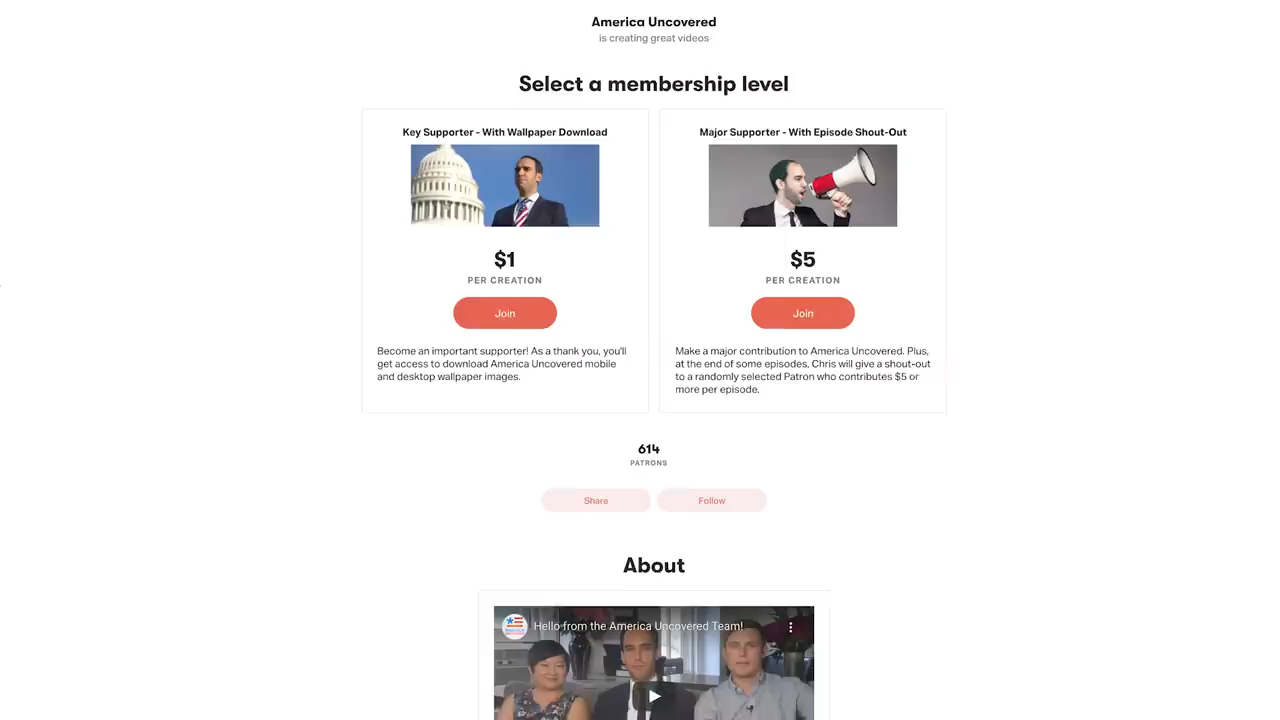 America Uncovered
is creating great videos
Select a membership level
Key Supporter - With Wallpaper Download
$1
PER CREATION
Join
Become an important supporter! As a thank you, you'll
get access to download America Uncovered mobile
and desktop wallpaper images.
Major Supporter - With Episode Shout-Out
$5
PER CREATION
Join
Make a major contribution to America Uncovered. Plus,
at the end of some episodes, Chris will give a shout-out
to a randomly selected Patron who contributes $5 or
more per episode.
614
PATRONS
Share
Follow
About
Hello from the America Uncovered Team!